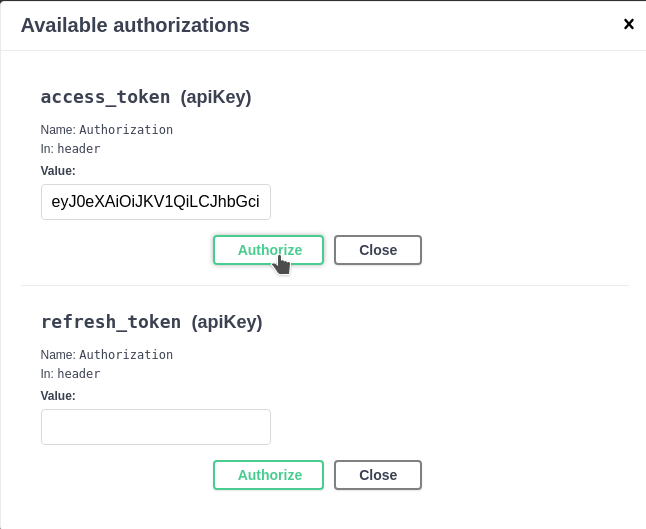 Available authorizations ×
access_token (apiKey)
Name: Authorization
In: header
Value:
eyJ0eXAiOiJKV1QiLCJhbGci
Authorize Close
refresh_token (apiKey)
Name: Authorization
In: header
Value:
Authorize Close